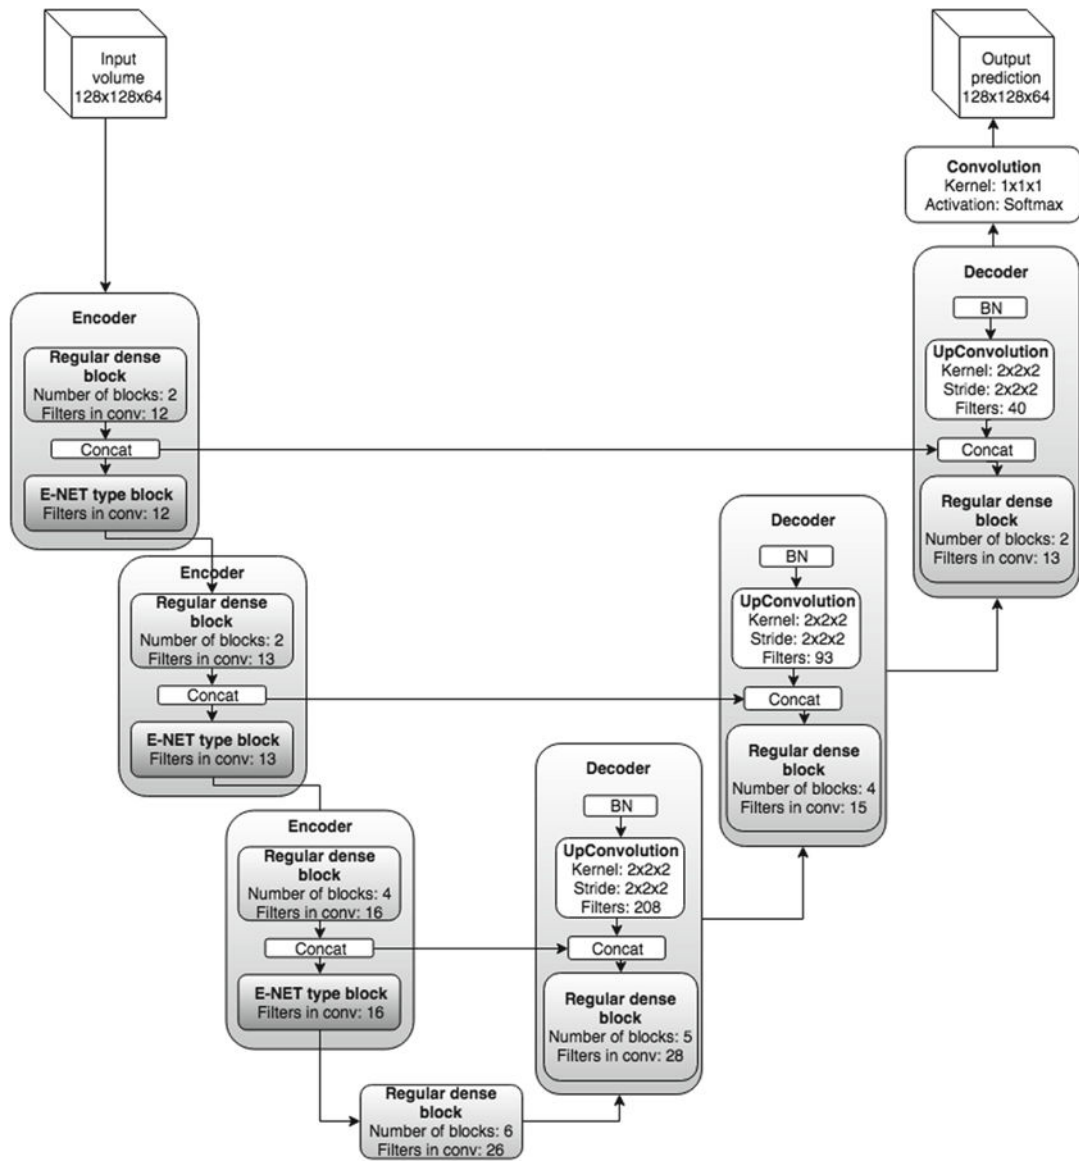 Input
volume
128x128x64
Output
prediction
128x128x64
Convolution
Kernel: 1x1x1
Activation: Softmax
Encoder
Regular dense
block
Number of blocks: 2
Filters in conv: 12
Concat
E-NET type block
Filters in conv: 12
Decoder
BN
UpConvolution
Kernel: 2x2x2
Stride: 2x2x2
Filters: 40
Concat
Regular dense
block
Number of blocks: 2
Filters in conv: 13
Encoder
Regular dense
block
Number of blocks: 2
Filters in conv: 13
Concat
E-NET type block
Filters in conv: 13
Decoder
BN
UpConvolution
Kernel: 2x2x2
Stride: 2x2x2
Filters: 93
Concat
Regular dense
block
Number of blocks: 4
Filters in conv: 15
Encoder
Regular dense
block
Number of blocks: 4
Filters in conv: 16
Concat
E-NET type block
Filters in conv: 16
Decoder
BN
UpConvolution
Kernel: 2x2x2
Stride: 2x2x2
Filters: 208
Concat
Regular dense
block
Number of blocks: 5
Filters in conv: 28
Regular dense
block
Number of blocks: 6
Filters in conv: 26